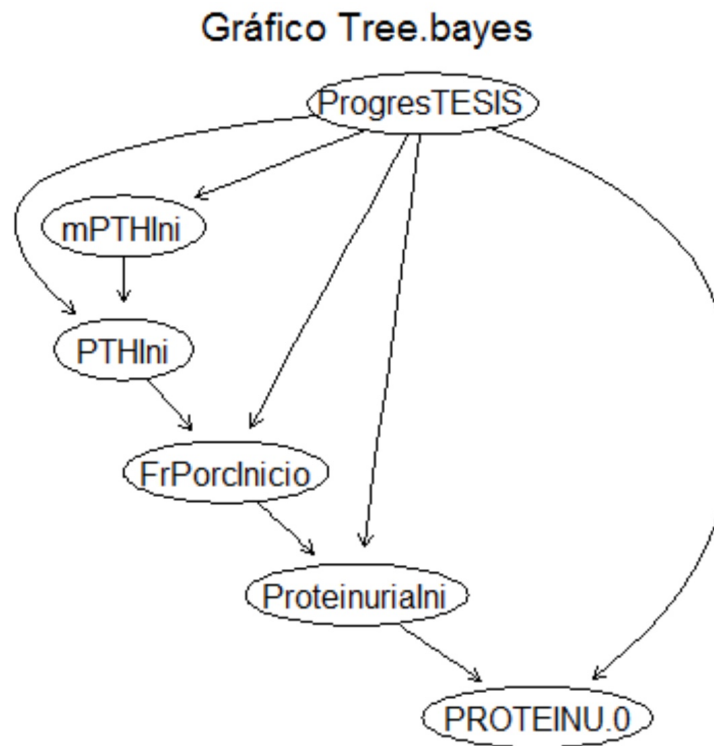 Gráfico Tree.bayes
ProgresTESIS
mPTHIni
PTHIni
FrPorcInicio
ProteinuriaIni
PROTEINU.0